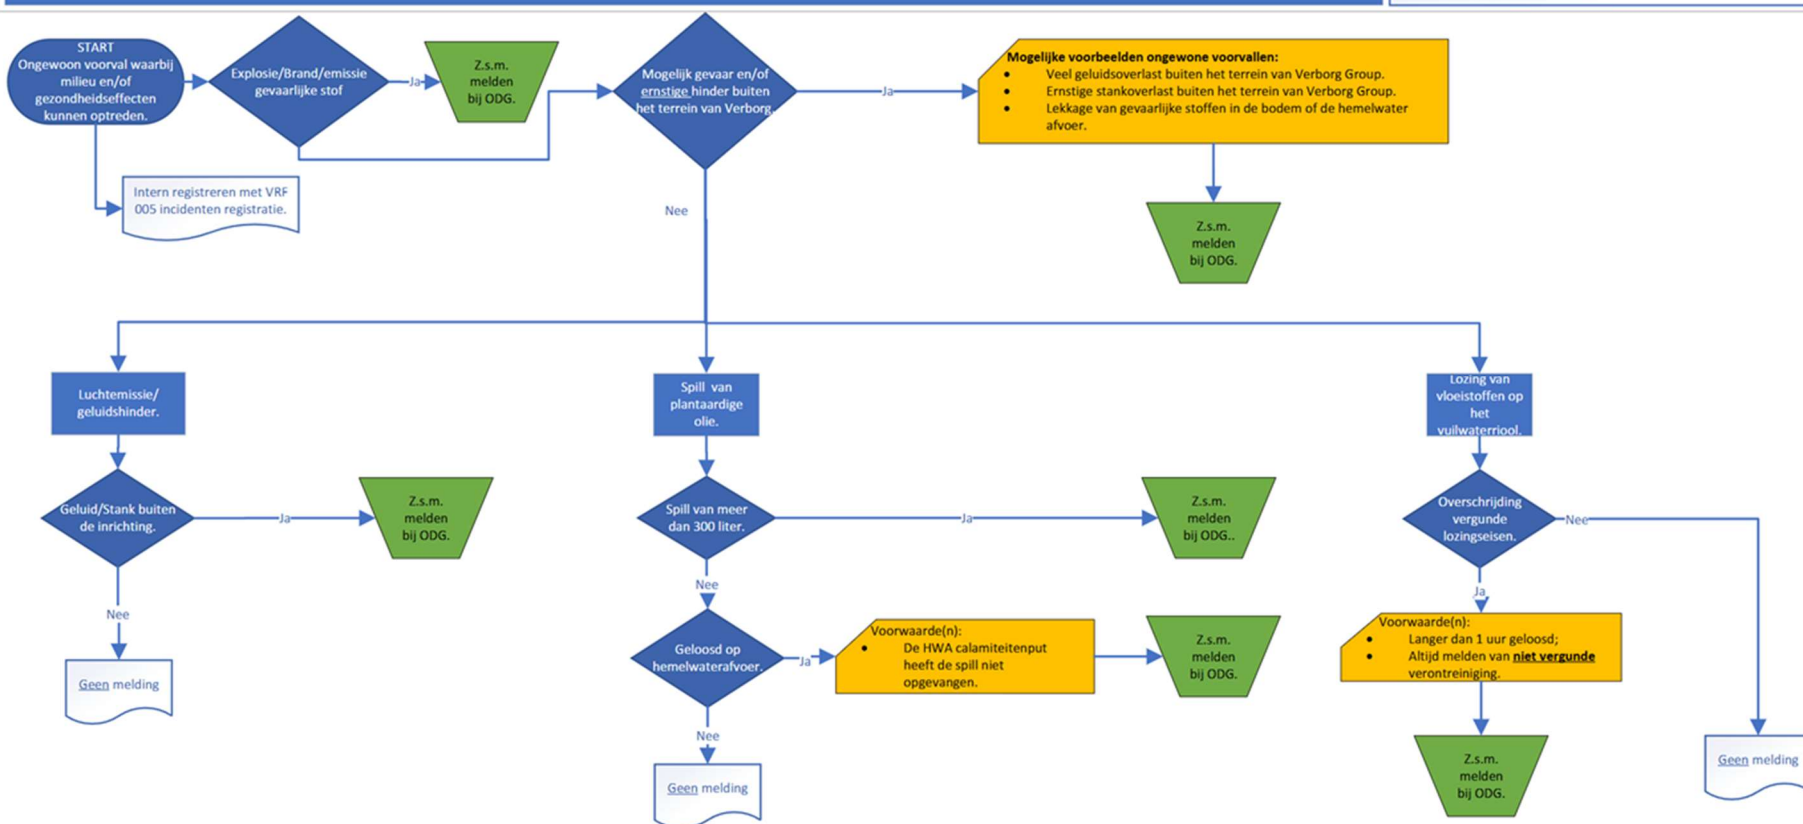 START
Ongewoon voorval waarbij
milieu en/of
gezondheidseffecten
kunnen optreden.
Explosie/Brand/emissie
gevaarlijke stof
Ja
Z.s.m.
melden
bij ODG.
Mogelijk gevaar en/of
ernstige hinder buiten
het terrein van Verborg.
Ja
Mogelijke voorbeelden ongewone voorvallen:
• Veel geluidsoverlast buiten het terrein van Verborg Group.
• Ernstige stankoverlast buiten het terrein van Verborg Group.
• Lekkage van gevaarlijke stoffen in de bodem of de hemelwater
afvoer.
Intern registreren met VRF
005 incidenten registratie.
Nee
Z.s.m.
melden
bij ODG.
Luchtemissie/
geluidshinder.
Spill van
plantaardige
olie.
Lozing van
vloeistoffen op
het
vuilwaterriool.
Geluid/Stank buiten
de inrichting.
Ja
Z.s.m.
melden
bij ODG.
Spill van meer
dan 300 liter.
Ja
Z.s.m.
melden
bij ODG..
Overschrijding
vergunde
lozingseisen.
Nee
Nee
Geen melding
Nee
Geloosd op
hemelwaterafvoer.
Ja
Voorwaarde(n):
• De HWA calamiteitenput
heeft de spill niet
opgevangen.
Z.s.m.
melden
bij ODG.
Nee
Geen melding
Ja
Voorwaarde(n):
• Langer dan 1 uur geloosd;
• Altijd melden van niet vergunde
verontreiniging.
Z.s.m.
melden
bij ODG.
Geen melding